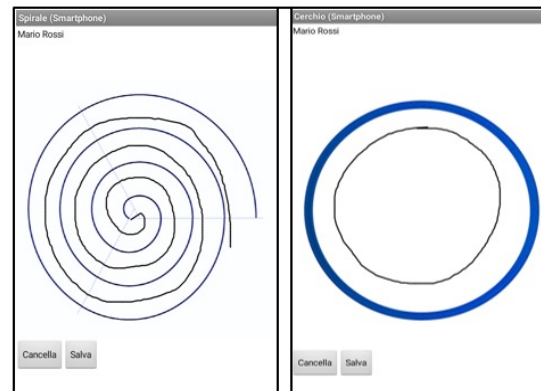 Spirale (Smartphone)
Mario Rossi
Cancella Salva
Cerchio (Smartphone)
Mario Rossi
Cancella Salva